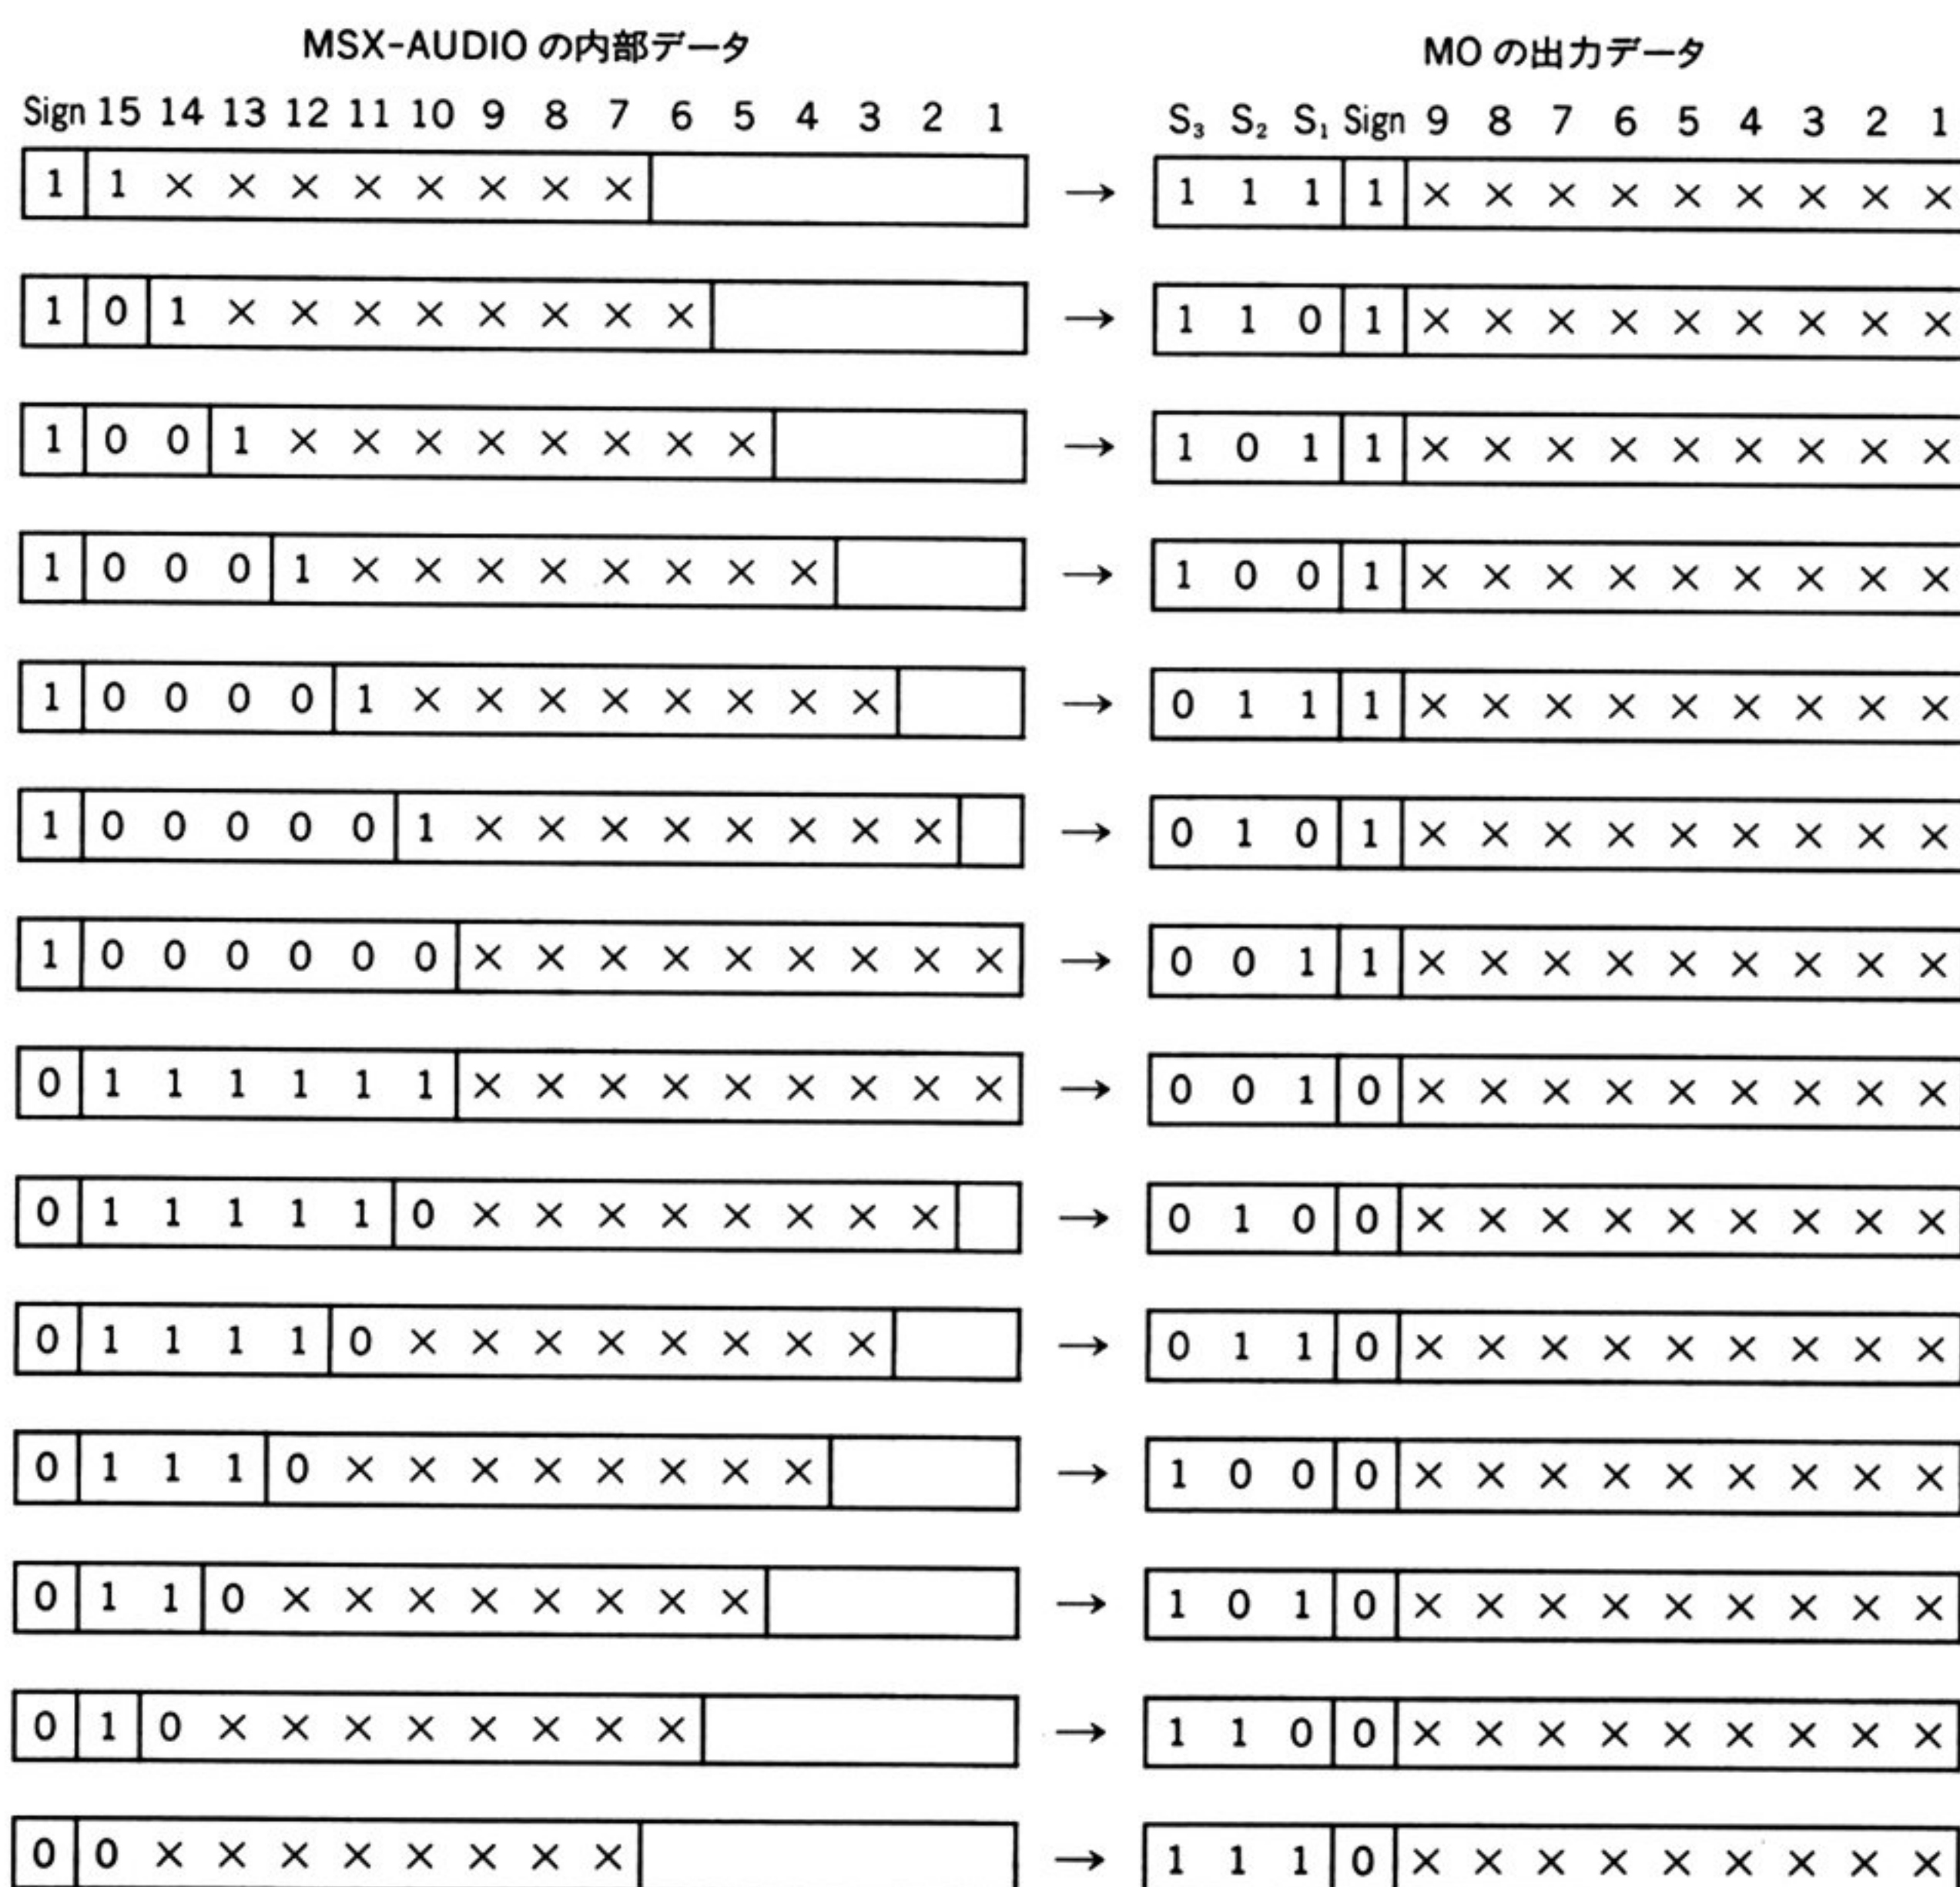 MSX-AUDIO の内部データ MO の出力データ
Sign 15 14 13 12 11 10 9 8 7 6 5 4 3 2 1 S₃ S₂ S₁ Sign 9 8 7 6 5 4 3 2 1
1 1 × × × × × × × × → 1 1 1 1 × × × × × × × × ×
1 0 1 × × × × × × × × → 1 1 0 1 × × × × × × × × ×
1 0 0 1 × × × × × × × × → 1 0 1 1 × × × × × × × × ×
1 0 0 0 1 × × × × × × × × → 1 0 0 1 × × × × × × × × ×
1 0 0 0 0 1 × × × × × × × × → 0 1 1 1 × × × × × × × × ×
1 0 0 0 0 0 1 × × × × × × × × → 0 1 0 1 × × × × × × × × ×
1 0 0 0 0 0 0 × × × × × × × × × → 0 0 1 1 × × × × × × × × ×
0 1 1 1 1 1 1 × × × × × × × × × → 0 0 1 0 × × × × × × × × ×
0 1 1 1 1 1 0 × × × × × × × × → 0 1 0 0 × × × × × × × × ×
0 1 1 1 1 0 × × × × × × × × → 0 1 1 0 × × × × × × × × ×
0 1 1 1 0 × × × × × × × × → 1 0 0 0 × × × × × × × × ×
0 1 1 0 × × × × × × × × → 1 0 1 0 × × × × × × × × ×
0 1 0 × × × × × × × × → 1 1 0 0 × × × × × × × × ×
0 0 × × × × × × × × → 1 1 1 0 × × × × × × × × ×